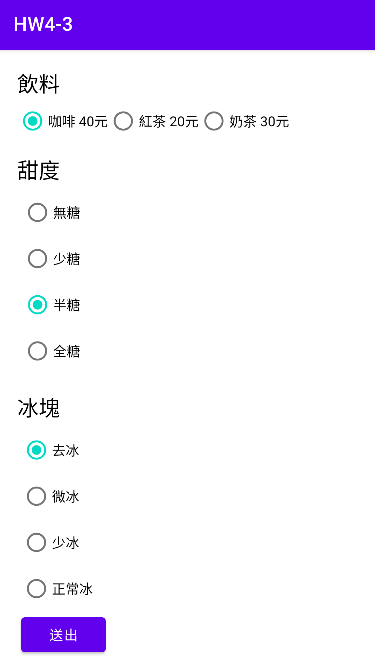 HW4-3
飲料
咖啡 40元 紅茶 20元 奶茶 30元
甜度
無糖
少糖
半糖
全糖
冰塊
去冰
微冰
少冰
正常冰
送出